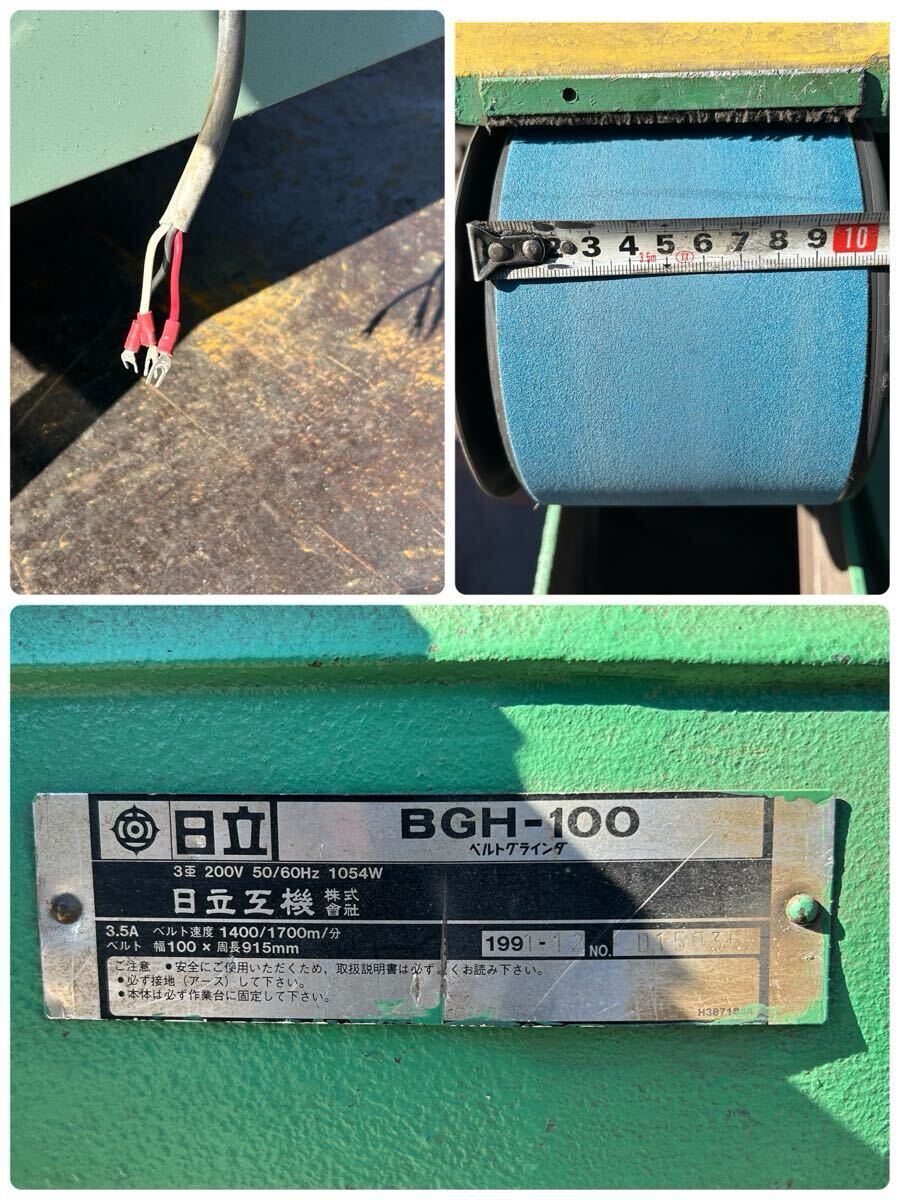 2 3 4 5 6 7 8 9 10
3.5m
日立
BGH-100
ベルトグラインダ
3亜 200V 50/60Hz 1054W
日立工機 株式會社
3.5A ベルト速度 1400/1700m/分
ベルト 幅100×周長915mm
1991-12 NO.
ご注意 •安全にご使用いただくため、取扱説明書は必ずよくお読み下さい。
•必ず接地(アース)して下さい。
•本体は必ず作業台に固定して下さい。